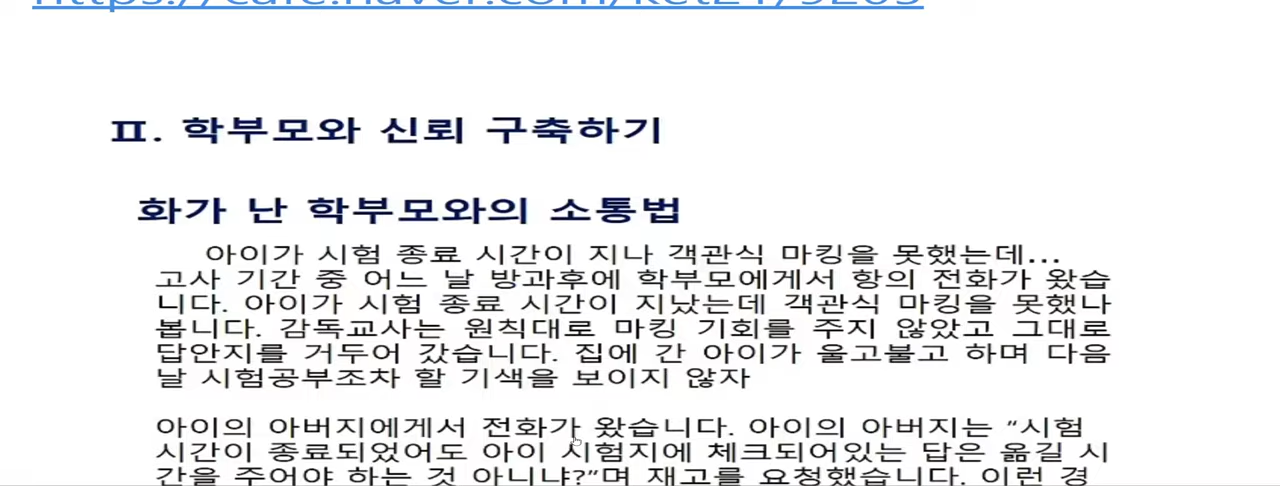 Ⅱ. 학부모와 신뢰 구축하기
화가 난 학부모와의 소통법
아이가 시험 종료 시간이 지나 객관식 마킹을 못했는데...
고사 기간 중 어느 날 방과후에 학부모에게서 항의 전화가 왔습
니다. 아이가 시험 종료 시간이 지났는데 객관식 마킹을 못했나
봅니다. 감독교사는 원칙대로 마킹 기회를 주지 않았고 그대로
답안지를 거두어 갔습니다. 집에 간 아이가 울고불고 하며 다음
날 시험공부조차 할 기색을 보이지 않자
아이의 아버지에게서 전화가 왔습니다. 아이의 아버지는 “시험
시간이 종료되었어도 아이 시험지에 체크되어있는 답은 옮길 시
간을 주어야 하는 것 아니냐?”며 재고를 요청했습니다. 이런 경